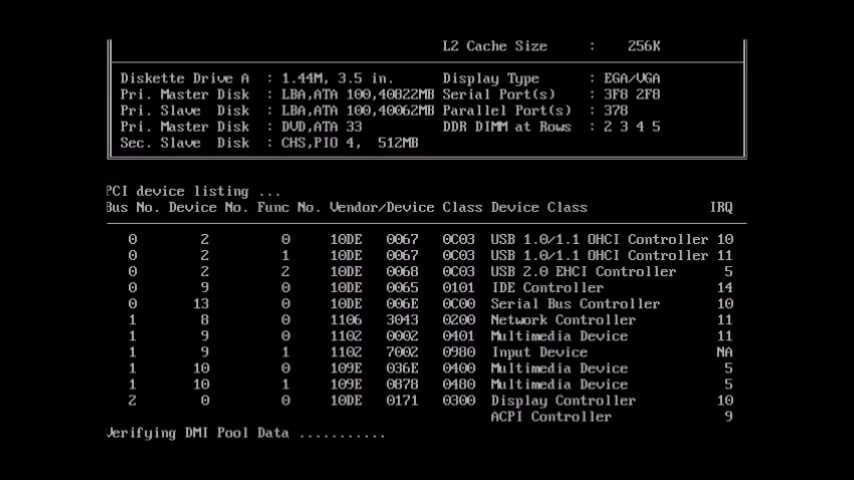 L2 Cache Size : 256K
Diskette Drive A : 1.44M, 3.5 in. Display Type : EGA/VGA
Pri. Master Disk : LBA,ATA 100,40822MB Serial Port(s) : 3F8 2F8
Pri. Slave Disk : LBA,ATA 100,40062MB Parallel Port(s) : 378
Pri. Master Disk : DVD,ATA 33 DDR DIMM at Rows : 2 3 4 5
Sec. Slave Disk : CHS,PIO 4, 512MB
PCI device listing ...
Bus No. Device No. Func No. Vendor/Device Class Device Class IRQ
0 2 0 10DE 0067 0C03 USB 1.0/1.1 OHCI Controller 10
0 2 1 10DE 0067 0C03 USB 1.0/1.1 OHCI Controller 11
0 2 2 10DE 0068 0C03 USB 2.0 EHCI Controller 5
0 9 0 10DE 0065 0101 IDE Controller 14
0 13 0 10DE 006E 0C00 Serial Bus Controller 10
1 8 0 1106 3043 0200 Network Controller 11
1 9 0 1102 0002 0401 Multimedia Device 11
1 9 1 1102 7002 0980 Input Device NA
1 10 0 109E 036E 0400 Multimedia Device 5
1 10 1 109E 0878 0480 Multimedia Device 5
2 0 0 10DE 0171 0300 Display Controller 10
ACPI Controller 9
Verifying DMI Pool Data ...........